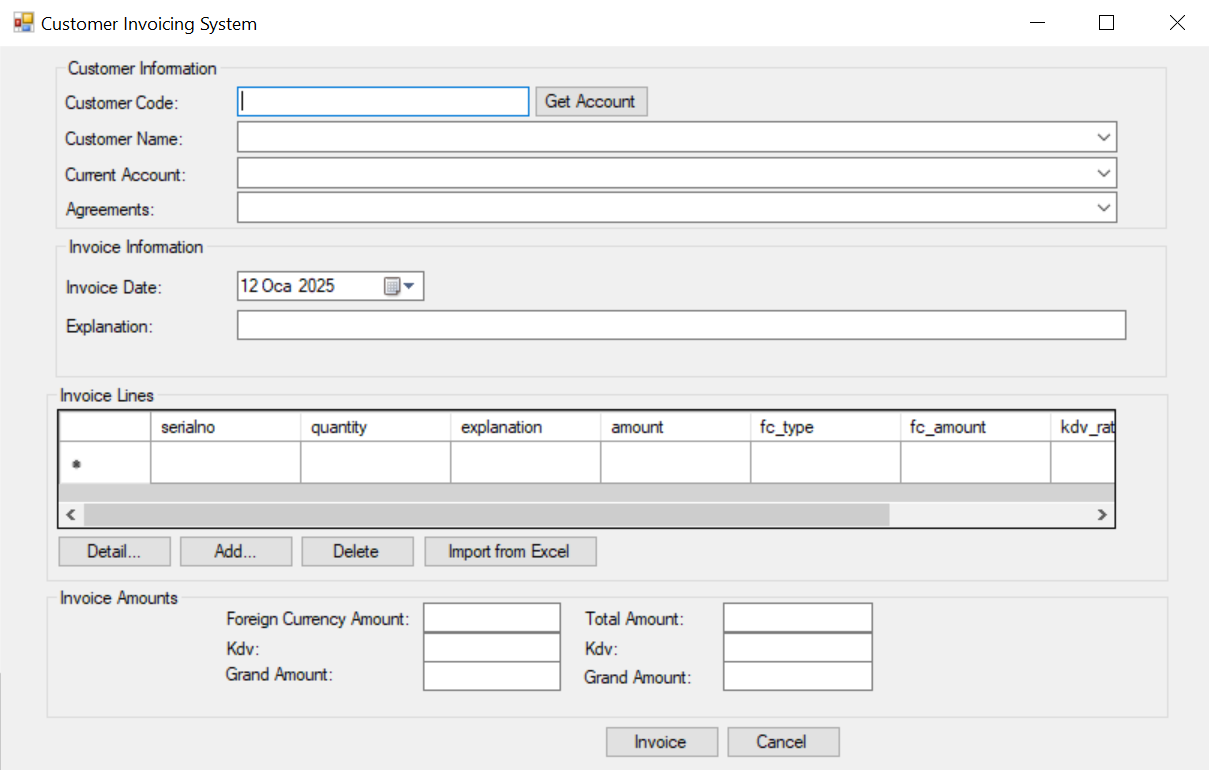 Customer Invoicing System
Customer Information
Customer Code: Get Account
Customer Name:
Current Account:
Agreements:
Invoice Information
Invoice Date: 12 Oca 2025
Explanation:
Invoice Lines
serialno quantity explanation amount fc_type fc_amount kdv_rat
*
Detail... Add... Delete Import from Excel
Invoice Amounts
Foreign Currency Amount: Total Amount:
Kdv: Kdv:
Grand Amount: Grand Amount:
Invoice Cancel